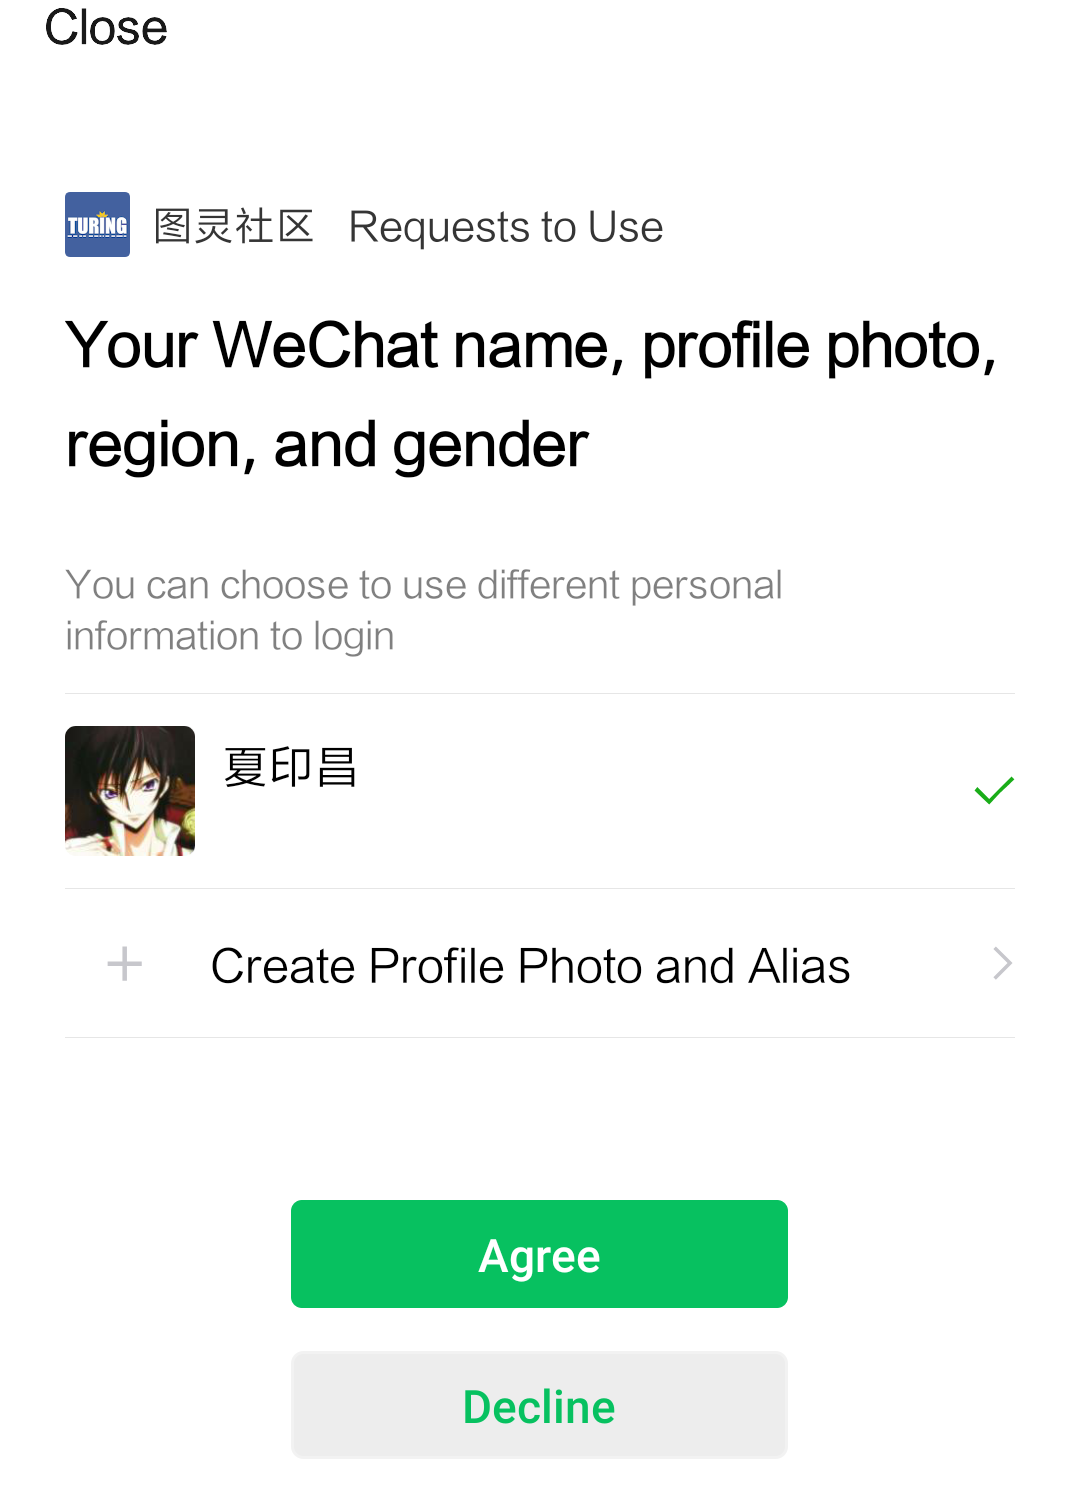 Close
TURING
图灵社区 Requests to Use
Your WeChat name, profile photo,
region, and gender
You can choose to use different personal
information to login
夏印昌
Create Profile Photo and Alias
Agree
Decline